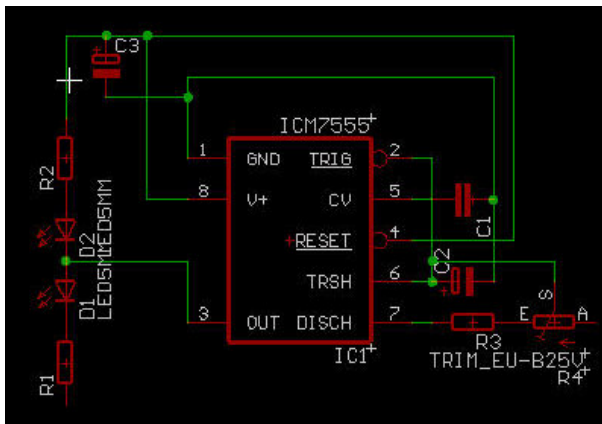 C3
ICM7555
1 GND TRIG 2
8 V+ CV 5
RESET 4
TRSH 6
3 OUT DISCH 7
IC1
R2
D2
LED5MM
D1
LED5MM
R1
C1
C2
S
E
A
R3
TRIM_EU-B25V
R4